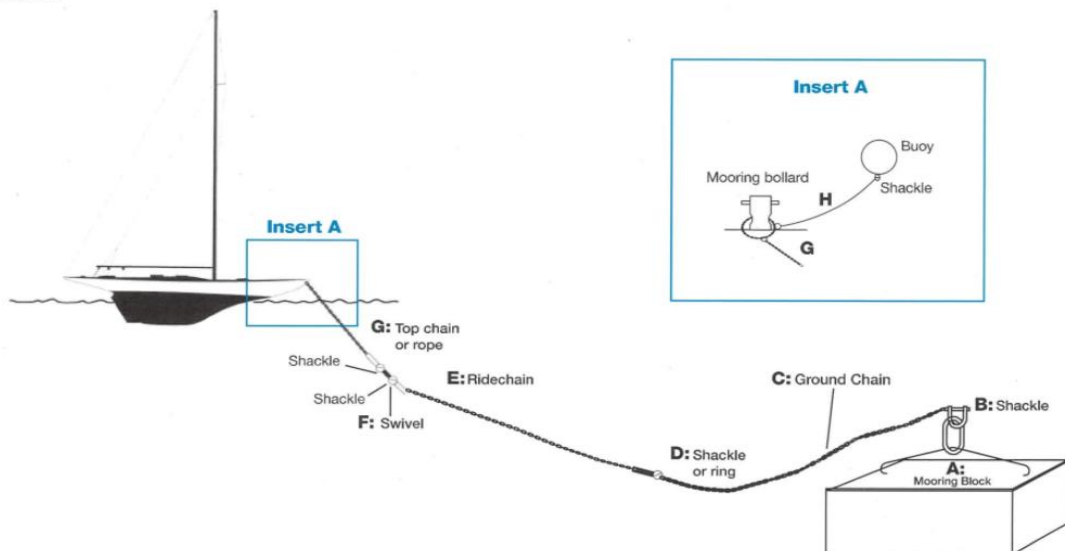 Insert A
Buoy
Mooring bollard
Shackle
H
G
Insert A
G: Top chain
or rope
Shackle
E: Ridechain
C: Ground Chain
Shackle
B: Shackle
F: Swivel
D: Shackle
or ring
A:
Mooring Block